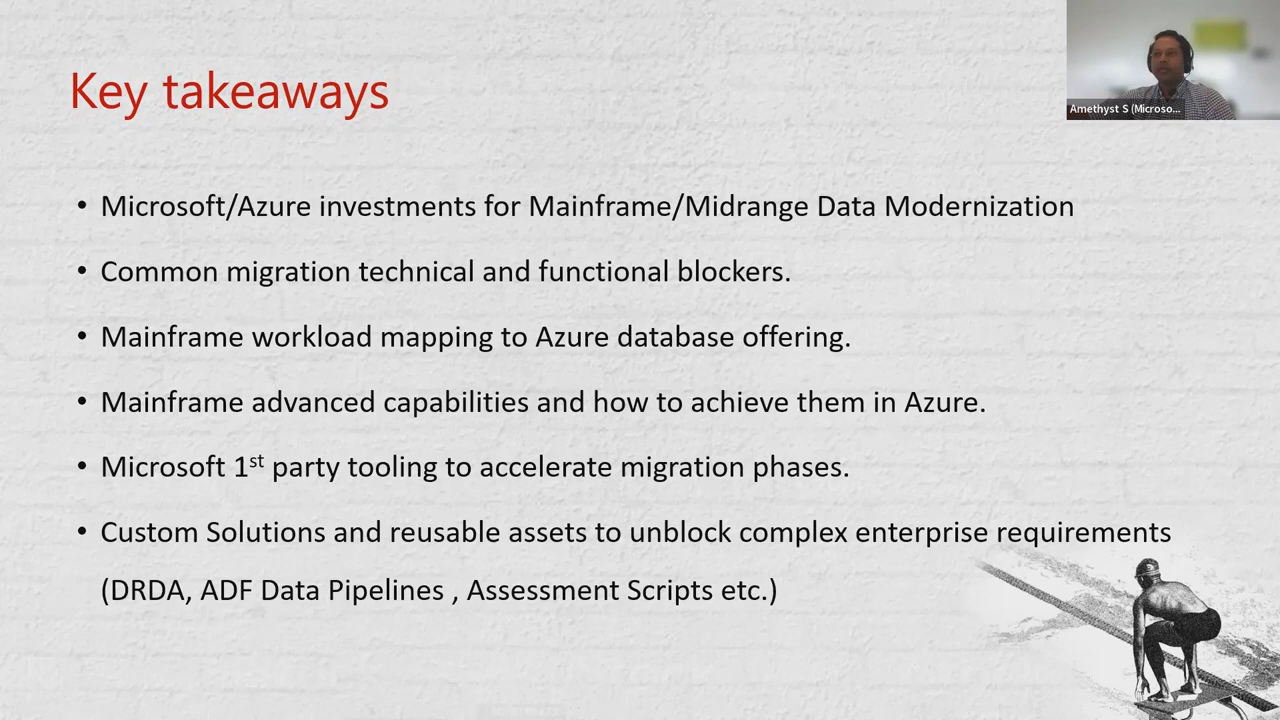 Key takeaways
Amethyst S (Microso...
• Microsoft/Azure investments for Mainframe/Midrange Data Modernization
• Common migration technical and functional blockers.
• Mainframe workload mapping to Azure database offering.
• Mainframe advanced capabilities and how to achieve them in Azure.
• Microsoft 1st party tooling to accelerate migration phases.
• Custom Solutions and reusable assets to unblock complex enterprise requirements
(DRDA, ADF Data Pipelines , Assessment Scripts etc.)